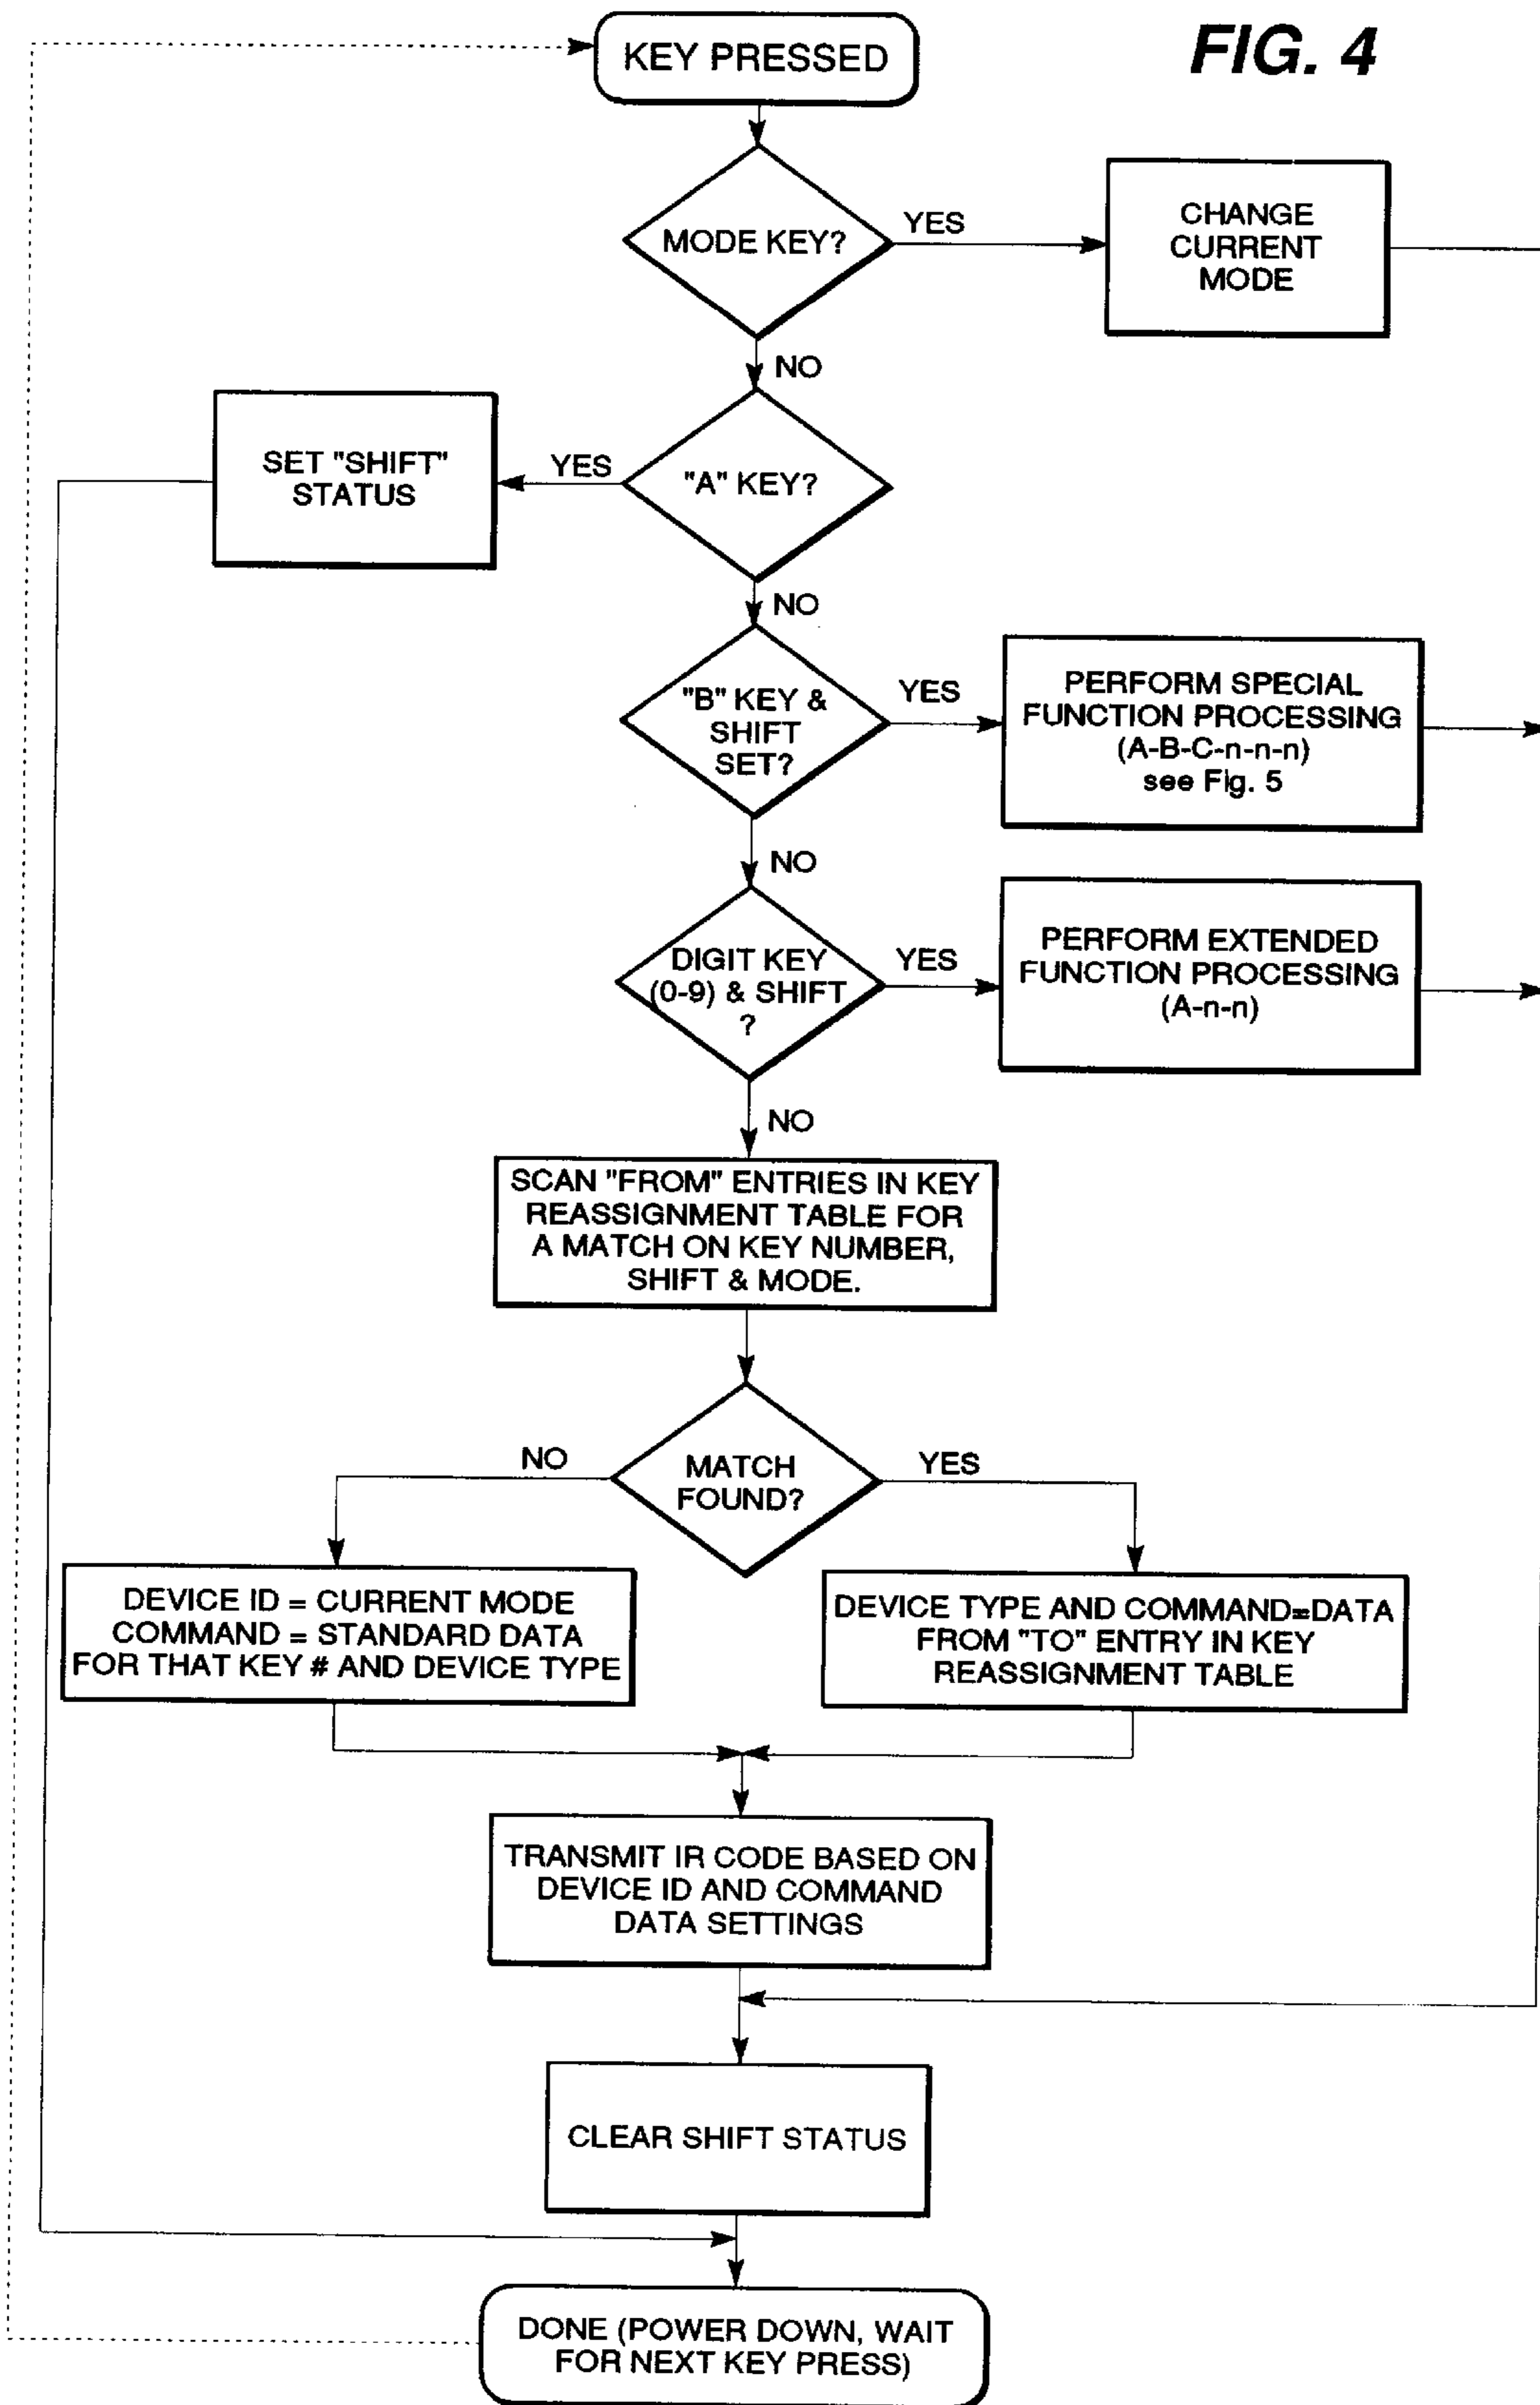 FIG. 4
KEY PRESSED
MODE KEY?
YES
CHANGE
CURRENT
MODE
NO
"A" KEY?
YES
SET "SHIFT"
STATUS
NO
"B" KEY &
SHIFT
SET?
YES
PERFORM SPECIAL
FUNCTION PROCESSING
(A-B-C-n-n-n)
see Fig. 5
NO
DIGIT KEY
(0-9) & SHIFT
?
YES
PERFORM EXTENDED
FUNCTION PROCESSING
(A-n-n)
NO
SCAN "FROM" ENTRIES IN KEY
REASSIGNMENT TABLE FOR
A MATCH ON KEY NUMBER,
SHIFT & MODE.
MATCH
FOUND?
NO
YES
DEVICE ID = CURRENT MODE
COMMAND = STANDARD DATA
FOR THAT KEY # AND DEVICE TYPE
DEVICE TYPE AND COMMAND=DATA
FROM "TO" ENTRY IN KEY
REASSIGNMENT TABLE
TRANSMIT IR CODE BASED ON
DEVICE ID AND COMMAND
DATA SETTINGS
CLEAR SHIFT STATUS
DONE (POWER DOWN, WAIT
FOR NEXT KEY PRESS)